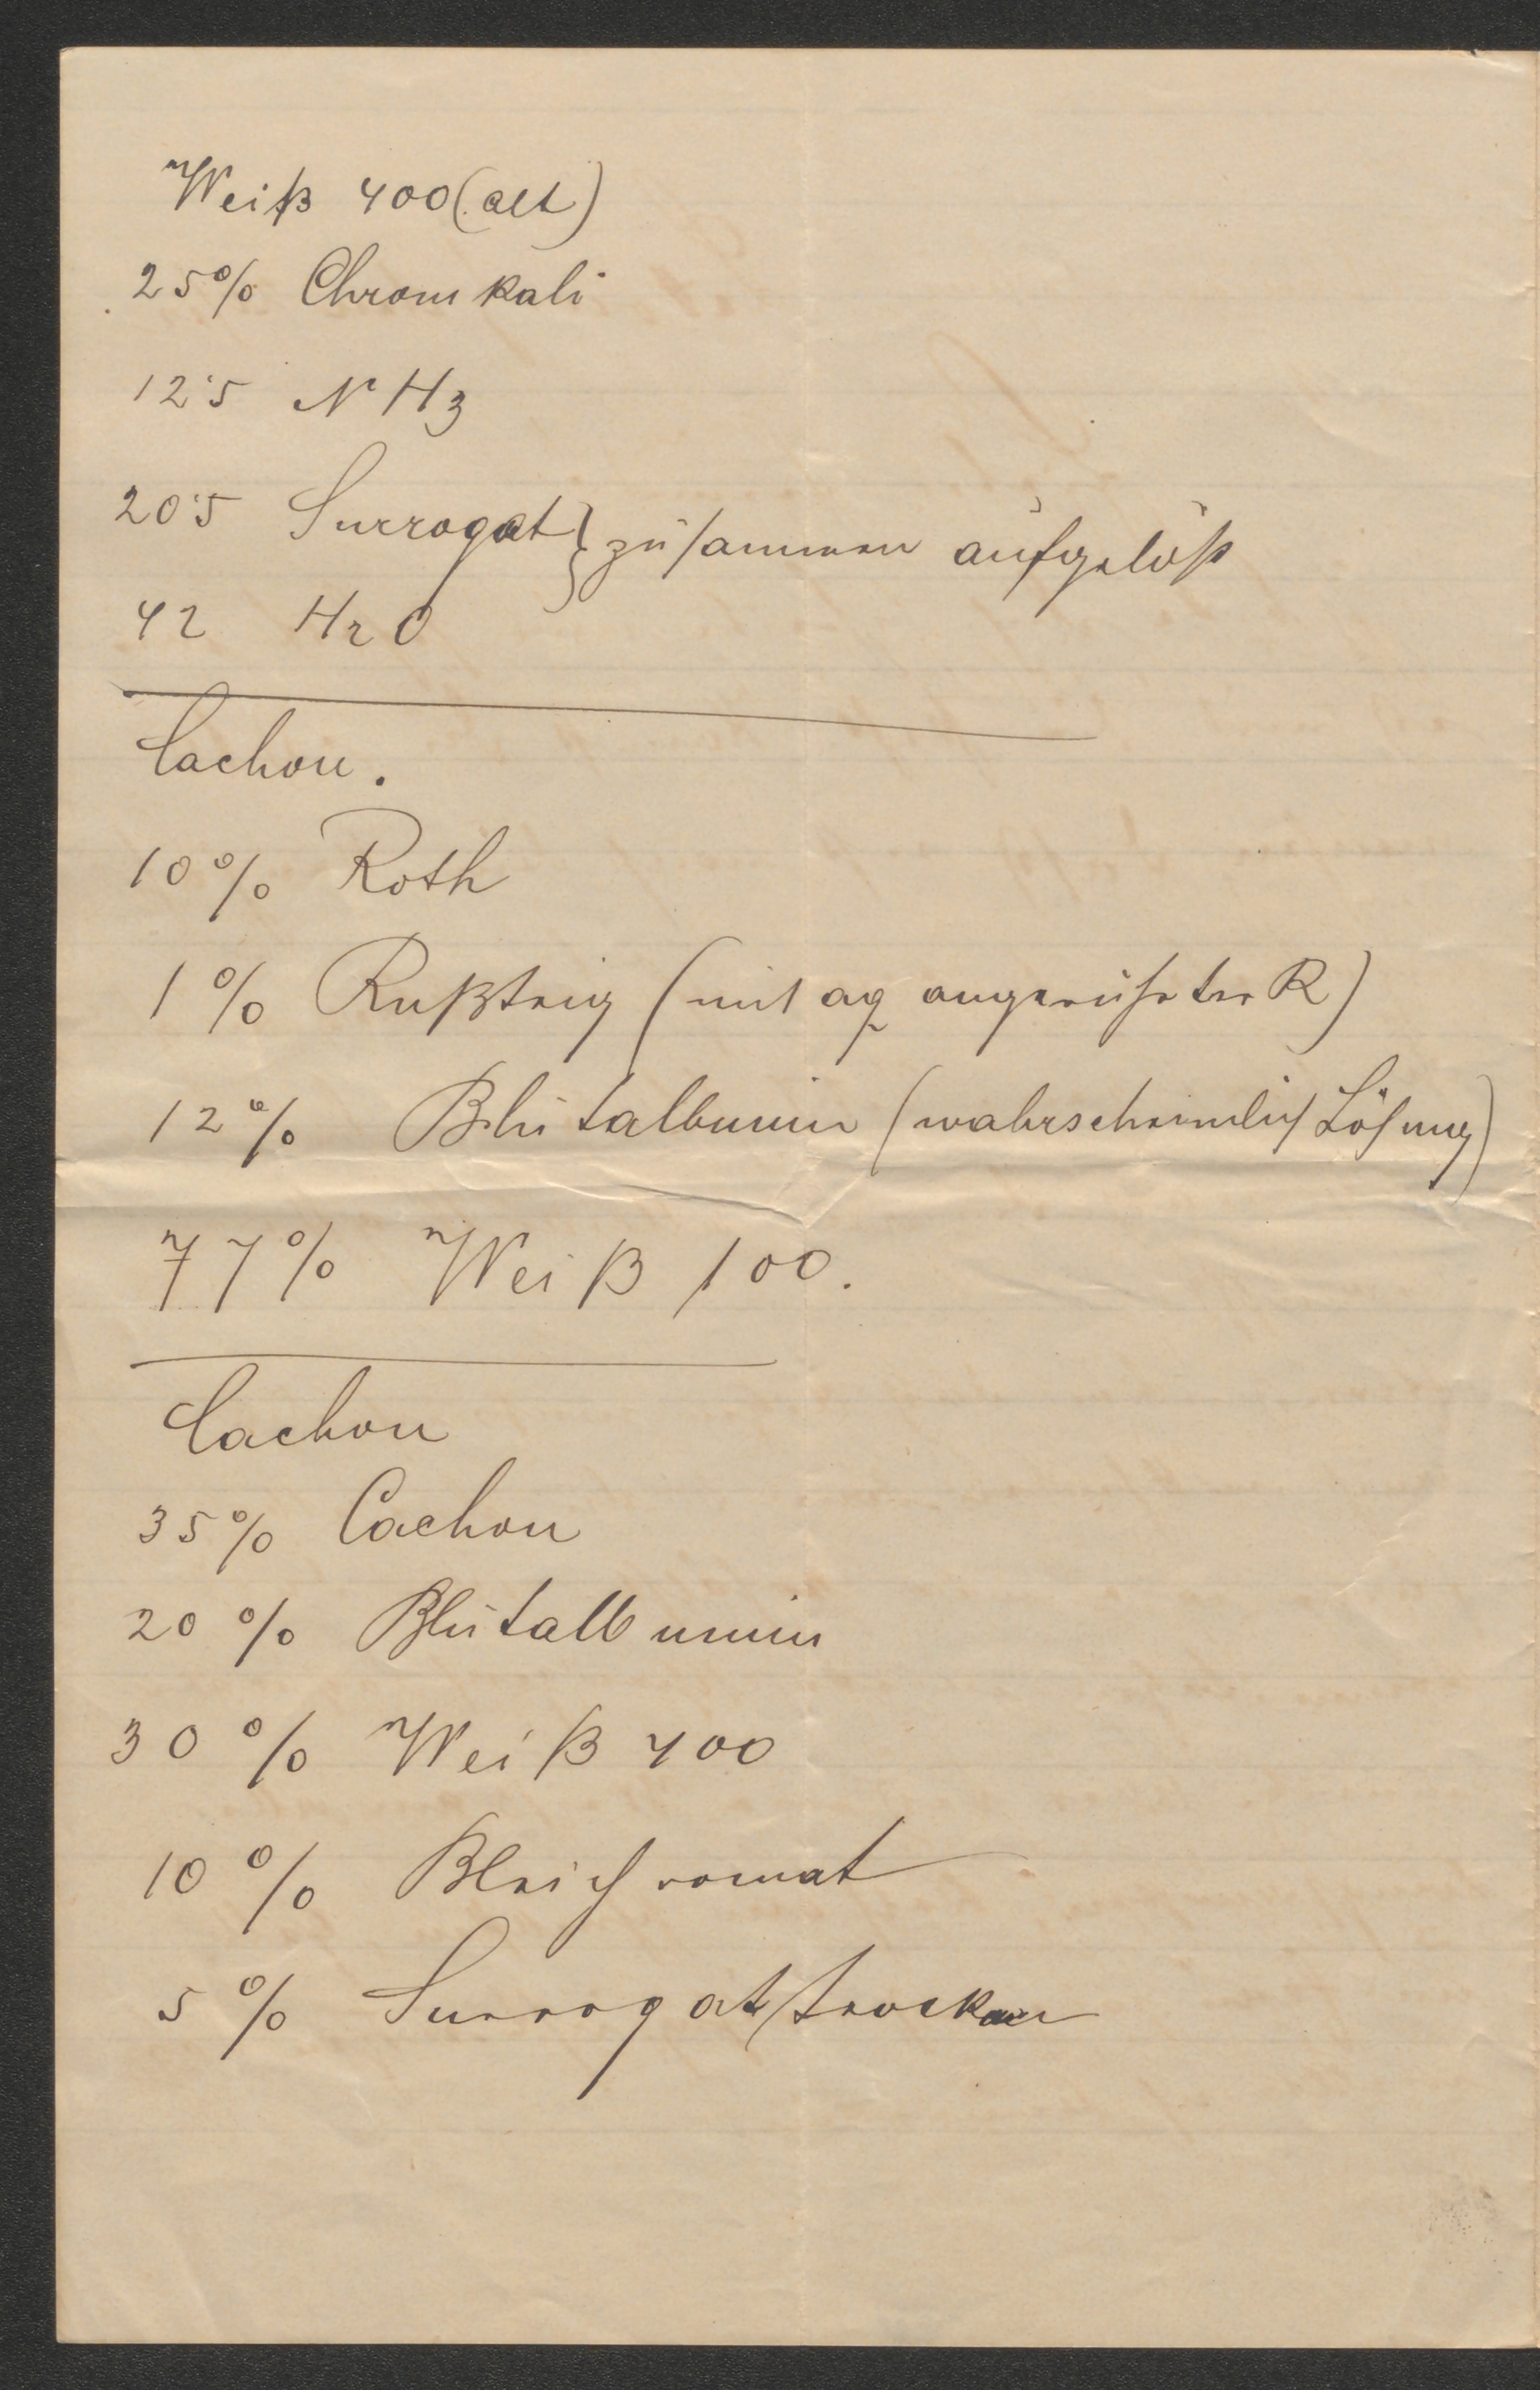 Weiß 400 (alt)
25% Chromkali
12·5 NH3
20·5 Surrogat } zusammen aufgelöst
42 H2O
Cachou.
10% Roth
1% Rußteig (mit aq angerührter R)
12% Blutalbumin (wahrscheinlich Lösung)
77% Weiß 100.
Cachou
35% Cachou
20% Blutalbumin
30% Weiß 400
10% Bleichromat
5% Surrogat trocken